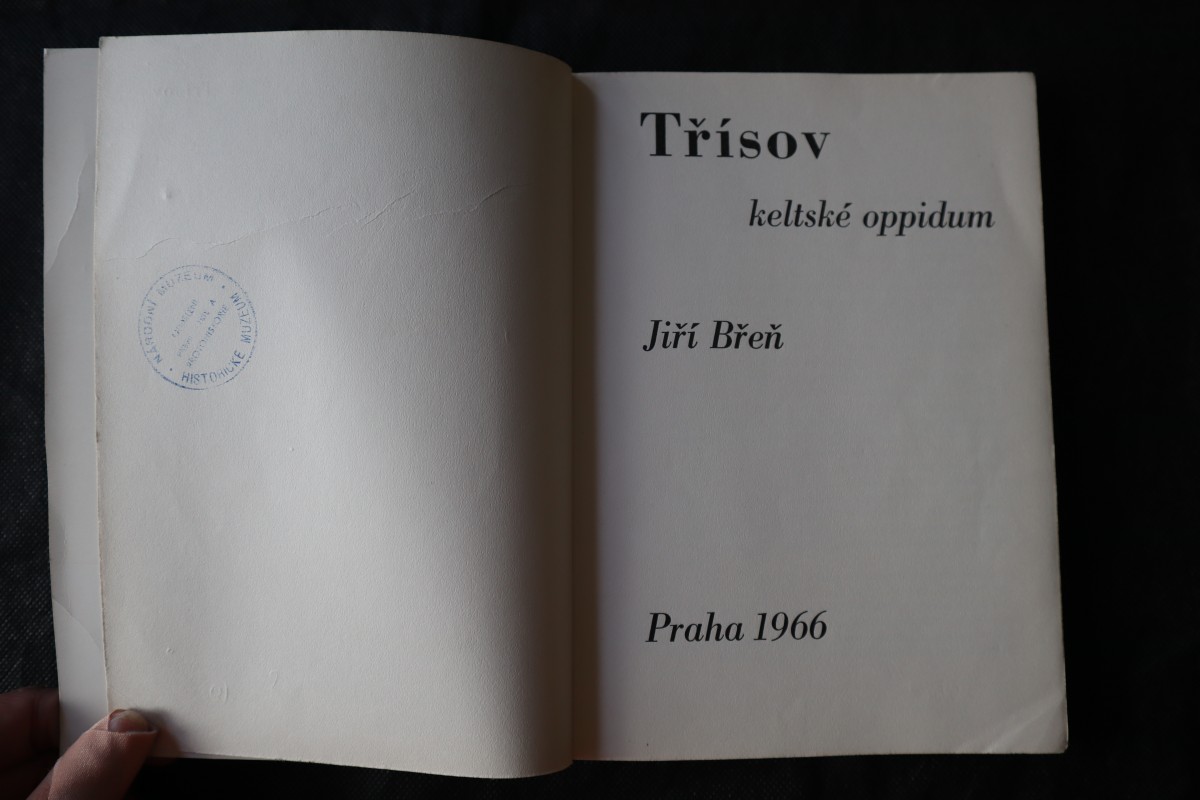 NÁRODNÍ MUZEUM · HISTORICKÉ MUZEUM ·
Třísov
keltské oppidum
Jiří Břeň
Praha 1966